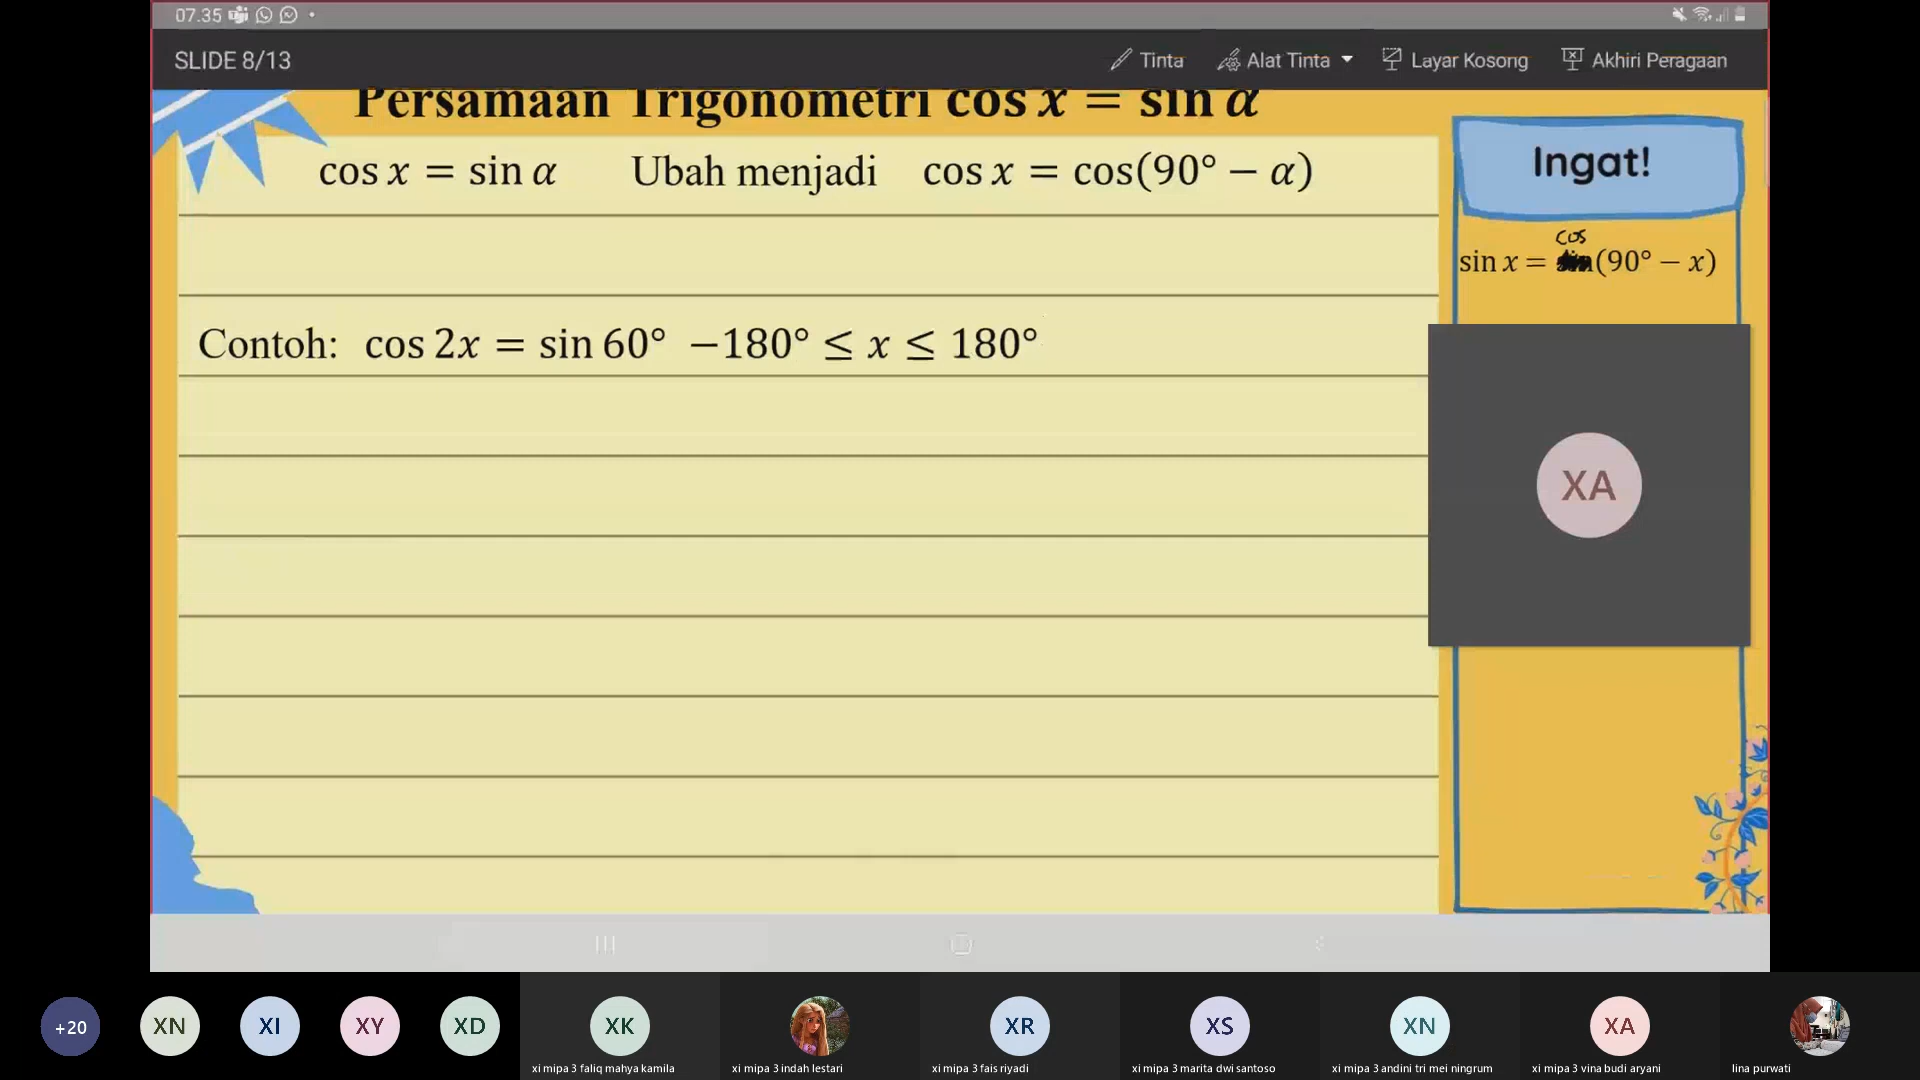 07.35
SLIDE 8/13
Tinta
Alat Tinta
Layar Kosong
Akhiri Peragaan
Persamaan Trigonometri cos x = sin α
cos x = sin α Ubah menjadi cos x = cos(90° − α)
Ingat!
cos
sin x = (90° − x)
Contoh: cos 2x = sin 60° −180° ≤ x ≤ 180°
XA
+20
XN
XI
XY
XD
XK
XR
XS
XN
XA
xi mipa 3 faliq mahya kamila
xi mipa 3 indah lestari
xi mipa 3 fais riyadi
xi mipa 3 marita dwi santoso
xi mipa 3 andini tri mei ningrum
xi mipa 3 vina budi aryani
lina purwati